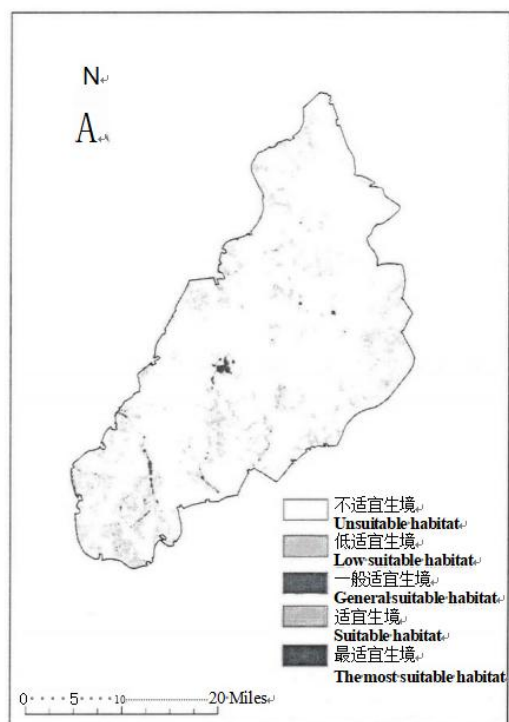 N
A
不适宜生境
Unsuitable habitat
低适宜生境
Low suitable habitat
一般适宜生境
General suitable habitat
适宜生境
Suitable habitat
最适宜生境
The most suitable habitat
0 5 10 20 Miles